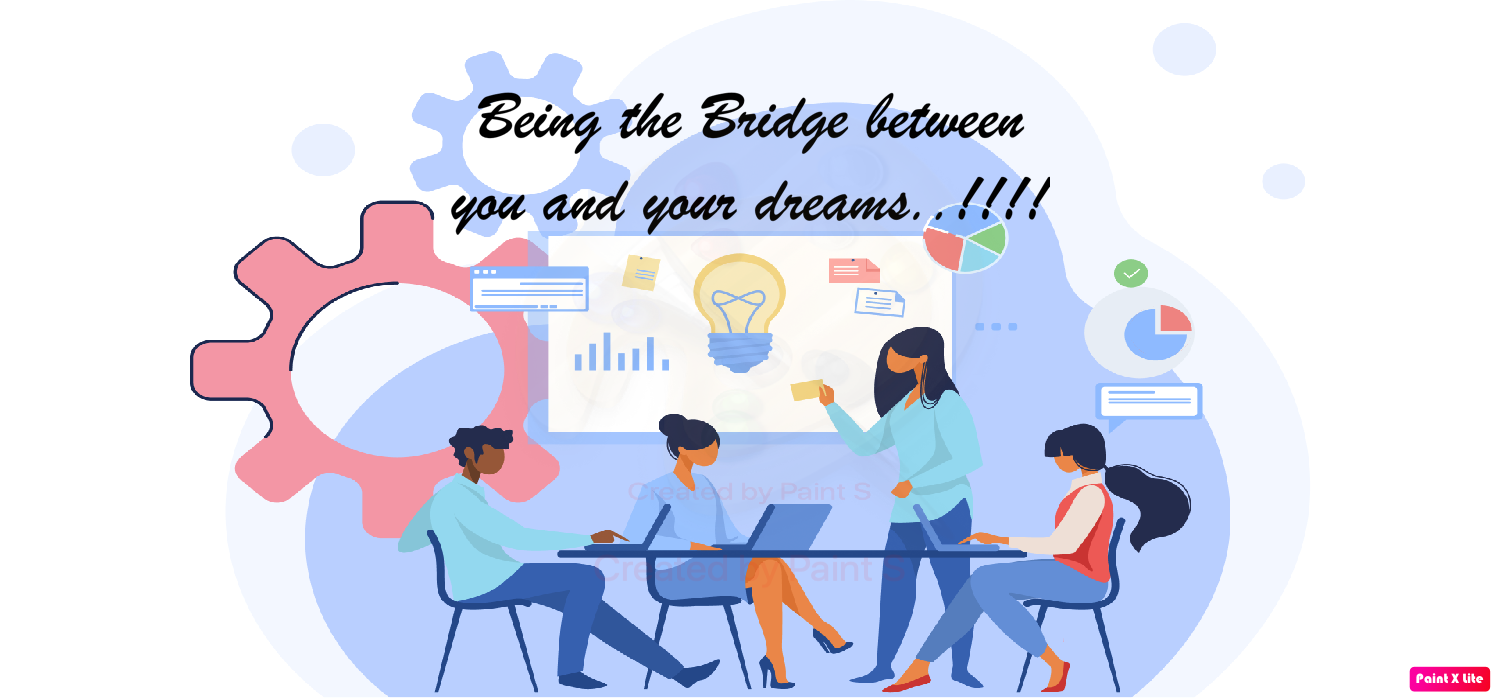 Being the Bridge between
you and your dreams..!!!!
Created by Paint S
Created by Paint S
Paint X Lite